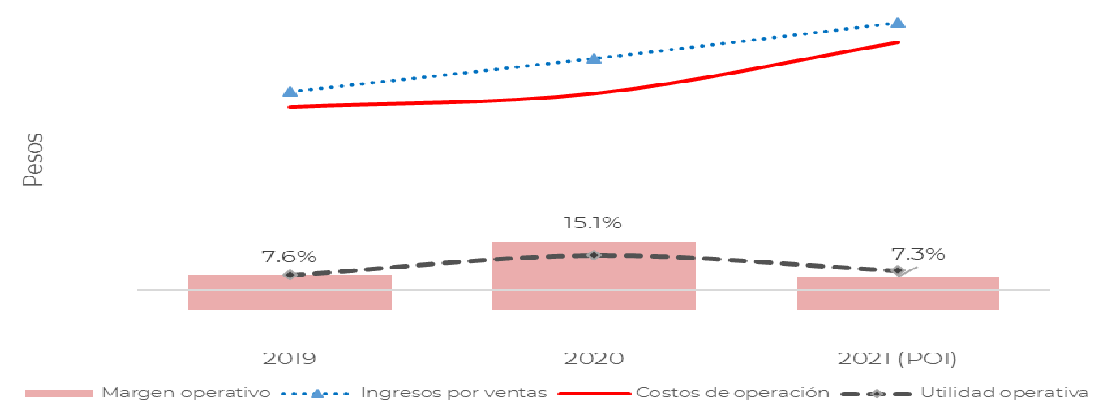 Pesos
15.1%
7.6%
7.3%
2019 2020 2021 (POI)
Margen operativo Ingresos por ventas Costos de operación Utilidad operativa